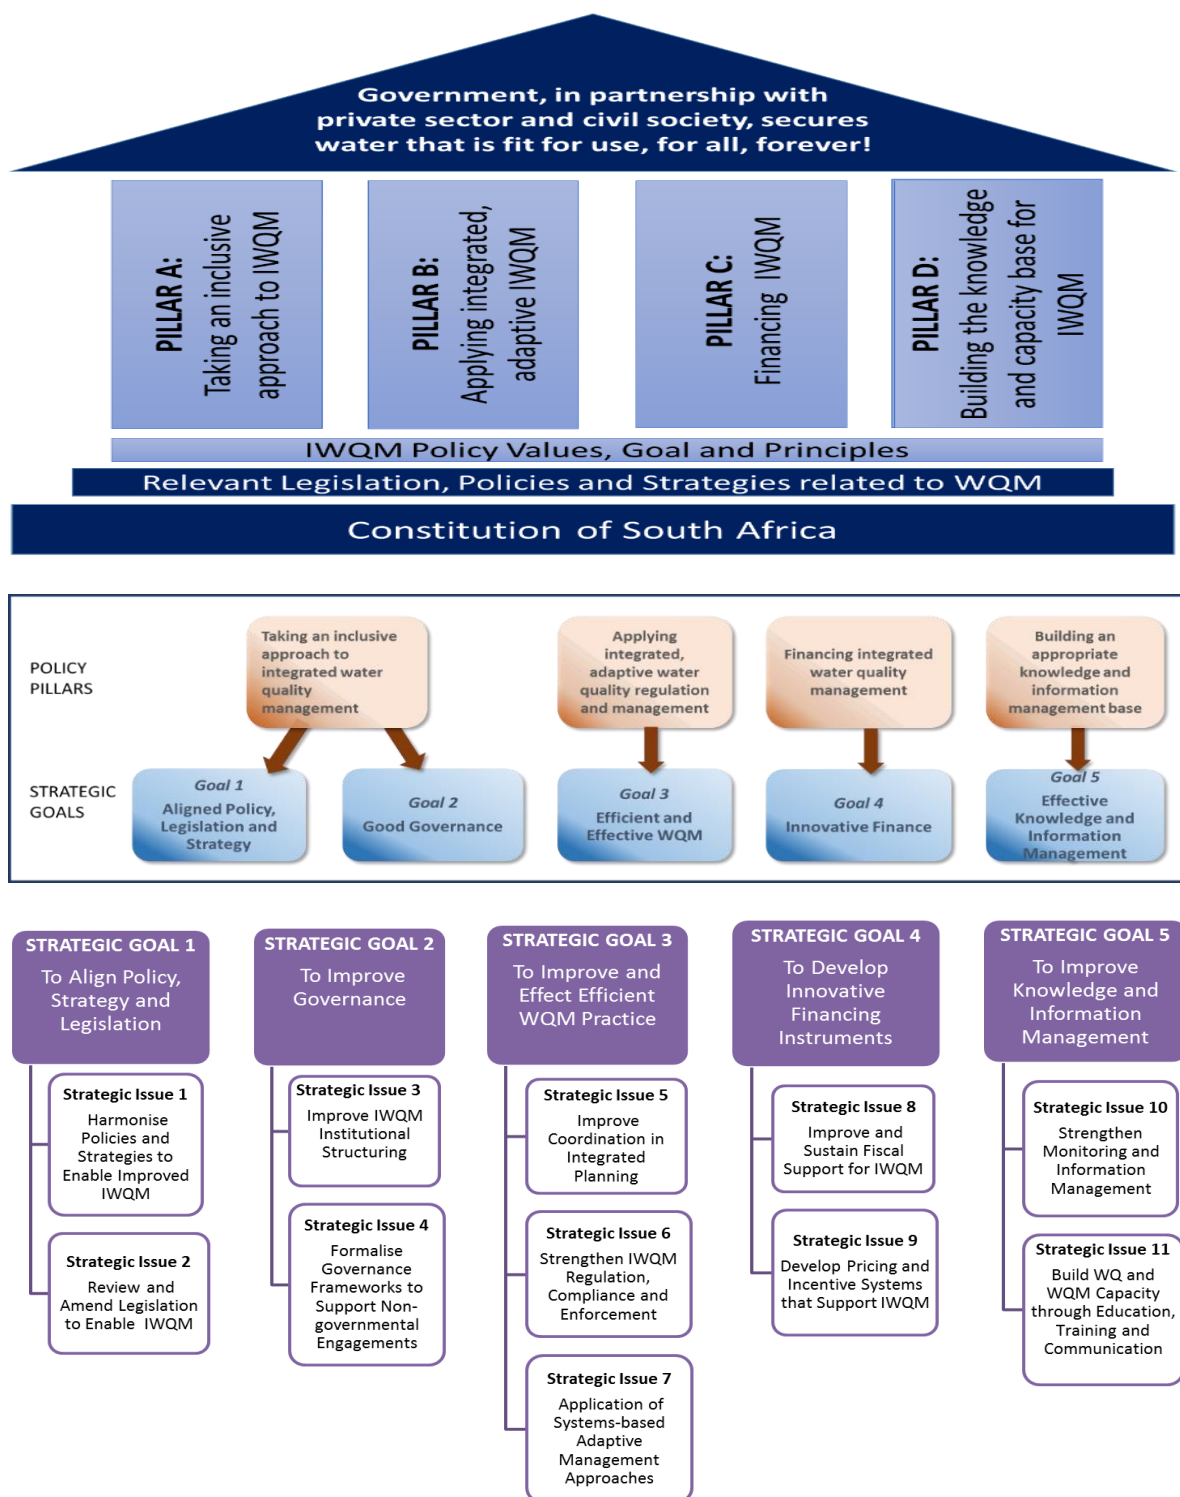 Government, in partnership with
private sector and civil society, secures
water that is fit for use, for all, forever!
PILLAR A:
Taking an inclusive
approach to IWQM
PILLAR B:
Applying integrated,
adaptive IWQM
PILLAR C:
Financing IWQM
PILLAR D:
Building the knowledge
and capacity base for
IWQM
IWQM Policy Values, Goal and Principles
Relevant Legislation, Policies and Strategies related to WQM
Constitution of South Africa
POLICY
PILLARS
Taking an inclusive
approach to
integrated water
quality
management
Applying
integrated,
adaptive water
quality regulation
and management
Financing integrated
water quality
management
Building an
appropriate
knowledge and
information
management base
STRATEGIC
GOALS
Goal 1
Aligned Policy,
Legislation and
Strategy
Goal 2
Good Governance
Goal 3
Efficient and
Effective WQM
Goal 4
Innovative Finance
Goal 5
Effective
Knowledge and
Information
Management
STRATEGIC GOAL 1
To Align Policy,
Strategy and
Legislation
Strategic Issue 1
Harmonise
Policies and
Strategies to
Enable Improved
IWQM
Strategic Issue 2
Review and
Amend Legislation
to Enable IWQM
STRATEGIC GOAL 2
To Improve
Governance
Strategic Issue 3
Improve IWQM
Institutional
Structuring
Strategic Issue 4
Formalise
Governance
Frameworks to
Support Non-
governmental
Engagements
STRATEGIC GOAL 3
To Improve and
Effect Efficient
WQM Practice
Strategic Issue 5
Improve
Coordination in
Integrated
Planning
Strategic Issue 6
Strengthen IWQM
Regulation,
Compliance and
Enforcement
Strategic Issue 7
Application of
Systems-based
Adaptive
Management
Approaches
STRATEGIC GOAL 4
To Develop
Innovative
Financing
Instruments
Strategic Issue 8
Improve and
Sustain Fiscal
Support for IWQM
Strategic Issue 9
Develop Pricing and
Incentive Systems
that Support IWQM
STRATEGIC GOAL 5
To Improve
Knowledge and
Information
Management
Strategic Issue 10
Strengthen
Monitoring and
Information
Management
Strategic Issue 11
Build WQ and
WQM Capacity
through Education,
Training and
Communication